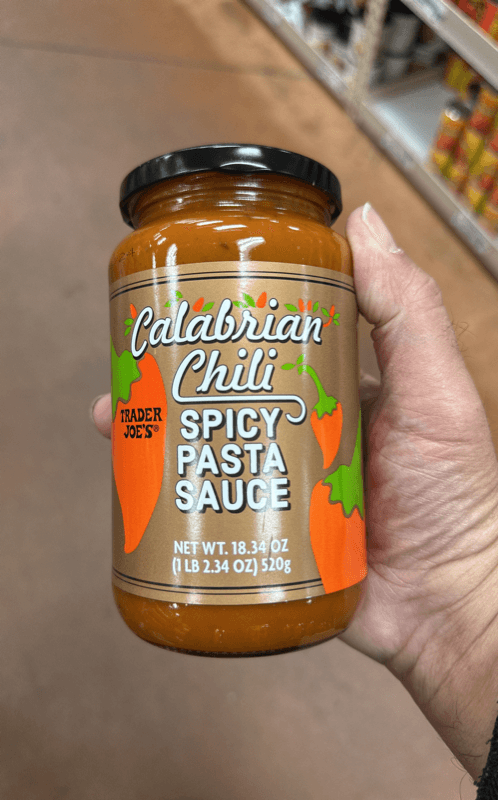 Calabrian
Chili
TRADER
JOE'S®
SPICY
PASTA
SAUCE
NET WT. 18.34 OZ
(1 LB 2.34 OZ) 520g